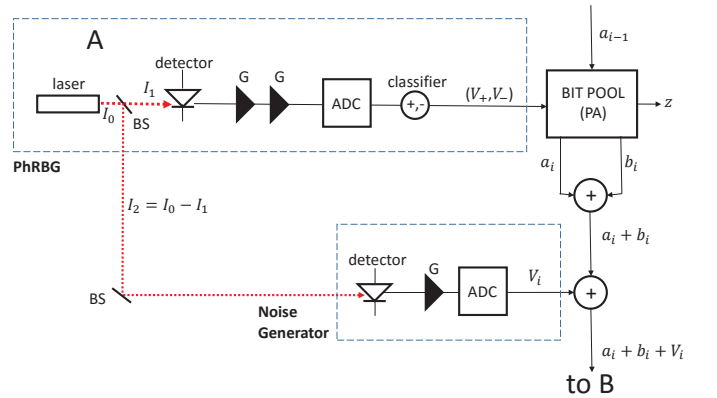 A
a_{i-1}
laser
detector
I_0
I_1
BS
G
G
ADC
classifier
+,-
(V_+,V_-)
BIT POOL
(PA)
z
PhRBG
a_i
b_i
+
I_2 = I_0 − I_1
a_i + b_i
detector
G
ADC
V_i
+
BS
Noise
Generator
a_i + b_i + V_i
to B